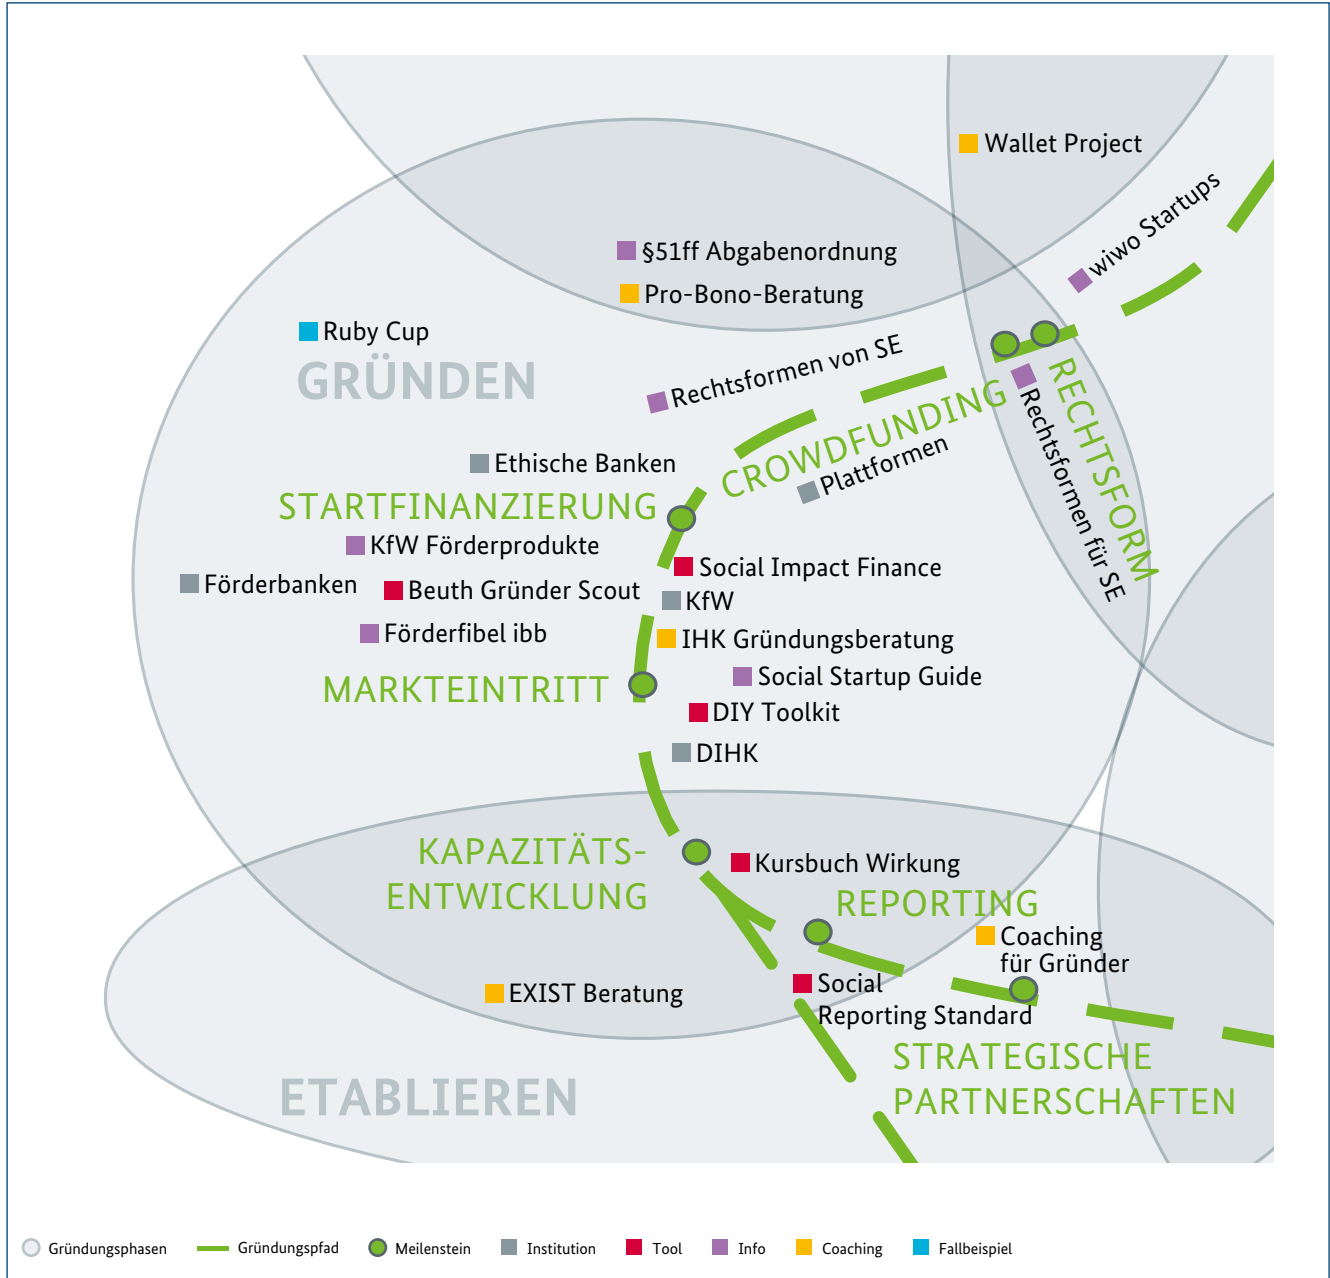 Wallet Project
wiwo Startups
§51ff Abgabenordnung
Pro-Bono-Beratung
Ruby Cup
GRÜNDEN
Rechtsformen von SE
CROWDFUNDING
Plattformen
RECHTSFORM
Rechtsformen für SE
Ethische Banken
STARTFINANZIERUNG
KfW Förderprodukte
Social Impact Finance
Förderbanken
Beuth Gründer Scout
KfW
Förderfibel ibb
IHK Gründungsberatung
Social Startup Guide
MARKTEINTRITT
DIY Toolkit
DIHK
KAPAZITÄTS-
ENTWICKLUNG
Kursbuch Wirkung
REPORTING
Coaching
für Gründer
EXIST Beratung
Social
Reporting Standard
STRATEGISCHE
PARTNERSCHAFTEN
ETABLIEREN
Gründungsphasen
Gründungspfad
Meilenstein
Institution
Tool
Info
Coaching
Fallbeispiel